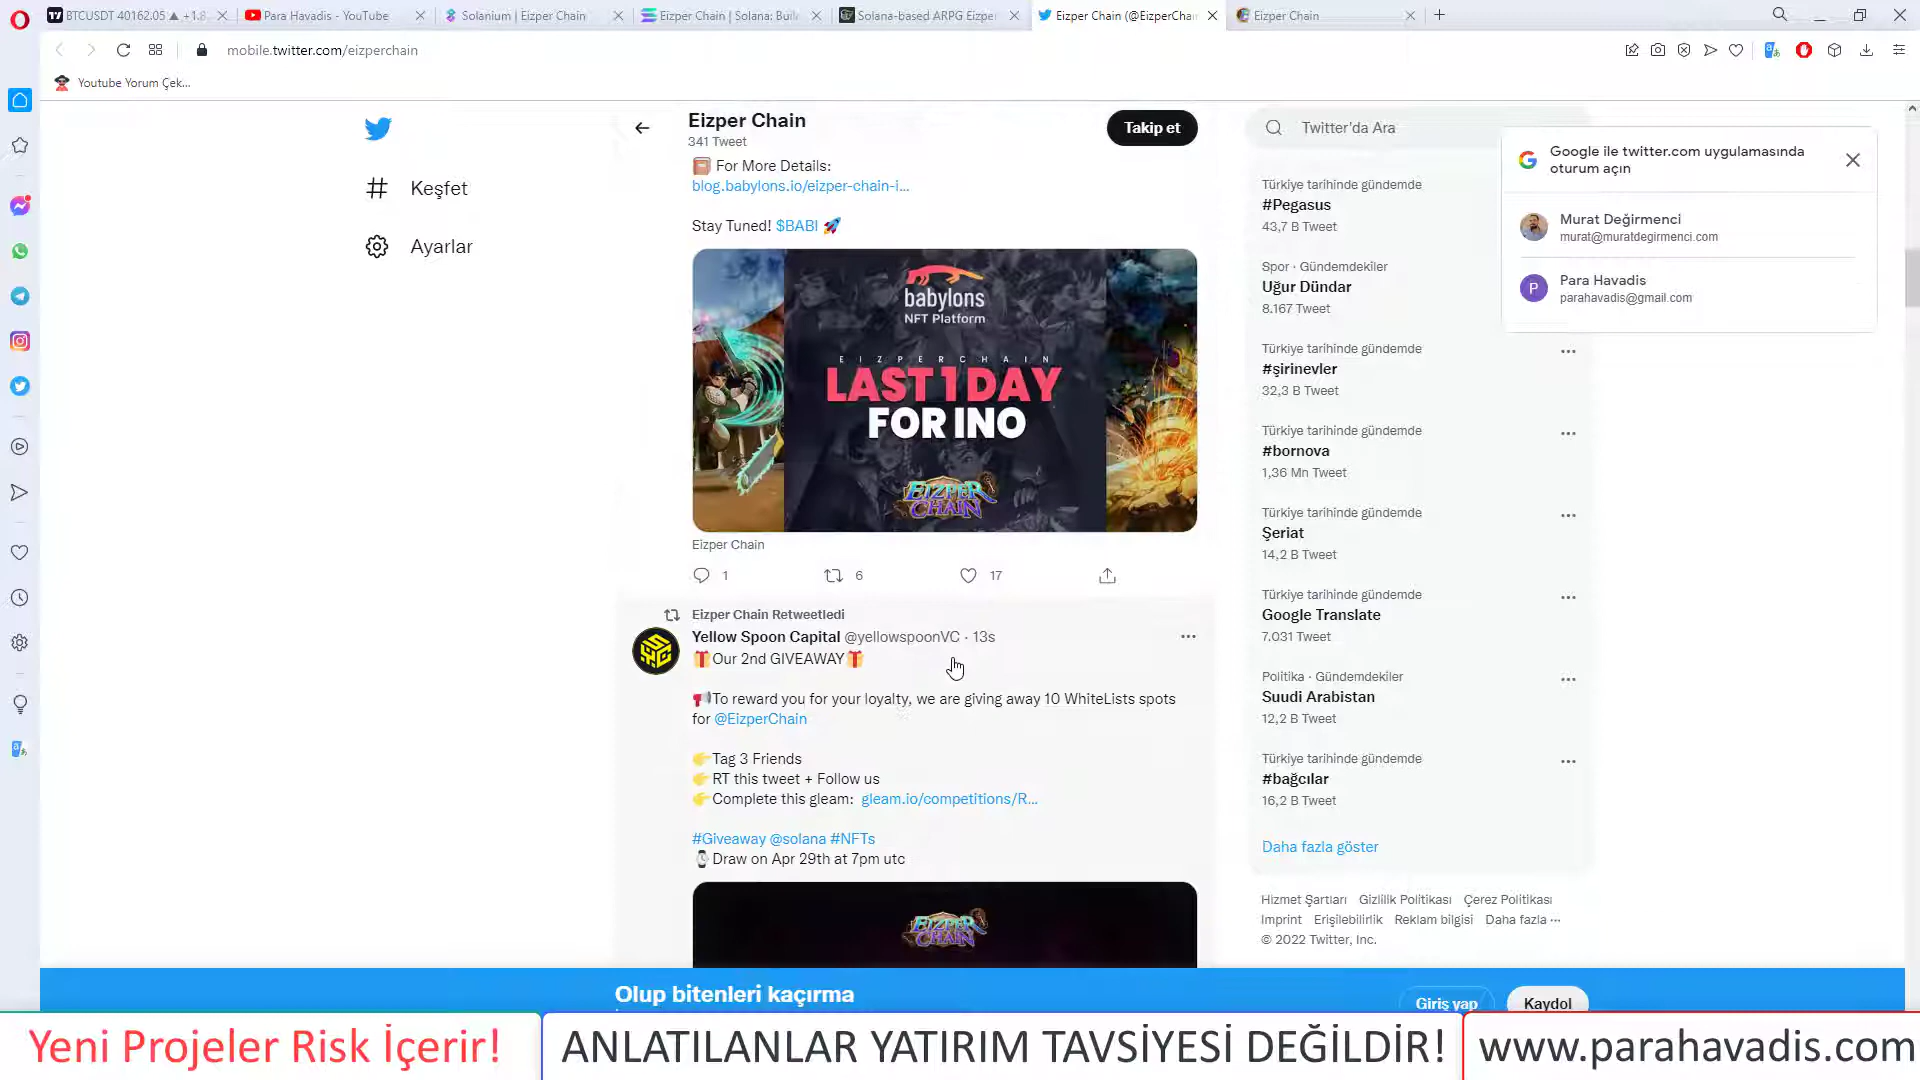 BTCUSDT 40162.05 ▲ +1.8
Para Havadis - YouTube
Solanium | Eizper Chain
Eizper Chain | Solana: Buil
Solana-based ARPG Eizper
Eizper Chain (@EizperChai
Eizper Chain
mobile.twitter.com/eizperchain
Youtube Yorum Çek...
Keşfet
Ayarlar
Eizper Chain
341 Tweet
Takip et
For More Details:
blog.babylons.io/eizper-chain-i...
Stay Tuned! $BABI
babylons
NFT Platform
EIZPERCHAIN
LAST 1 DAY
FOR INO
EIZPER
CHAIN
Eizper Chain
1
6
17
Eizper Chain Retweetledi
Yellow Spoon Capital @yellowspoonVC · 13s
Our 2nd GIVEAWAY
To reward you for your loyalty, we are giving away 10 WhiteLists spots
for @EizperChain
Tag 3 Friends
RT this tweet + Follow us
Complete this gleam: gleam.io/competitions/R...
#Giveaway @solana #NFTs
Draw on Apr 29th at 7pm utc
EIZPER
CHAIN
Twitter'da Ara
Türkiye tarihinde gündemde
#Pegasus
43,7 B Tweet
Spor · Gündemdekiler
Uğur Dündar
8.167 Tweet
Türkiye tarihinde gündemde
#şirinevler
32,3 B Tweet
Türkiye tarihinde gündemde
#bornova
1,36 Mn Tweet
Türkiye tarihinde gündemde
Şeriat
14,2 B Tweet
Türkiye tarihinde gündemde
Google Translate
7.031 Tweet
Politika · Gündemdekiler
Suudi Arabistan
12,2 B Tweet
Türkiye tarihinde gündemde
#bağcılar
16,2 B Tweet
Daha fazla göster
Hizmet Şartları Gizlilik Politikası Çerez Politikası
Imprint Erişilebilirlik Reklam bilgisi Daha fazla ···
© 2022 Twitter, Inc.
Google ile twitter.com uygulamasında
oturum açın
Murat Değirmenci
murat@muratdegirmenci.com
P
Para Havadis
parahavadis@gmail.com
Olup bitenleri kaçırma
Giriş yap
Kaydol
Yeni Projeler Risk İçerir!
ANLATILANLAR YATIRIM TAVSİYESİ DEĞİLDİR!
www.parahavadis.com